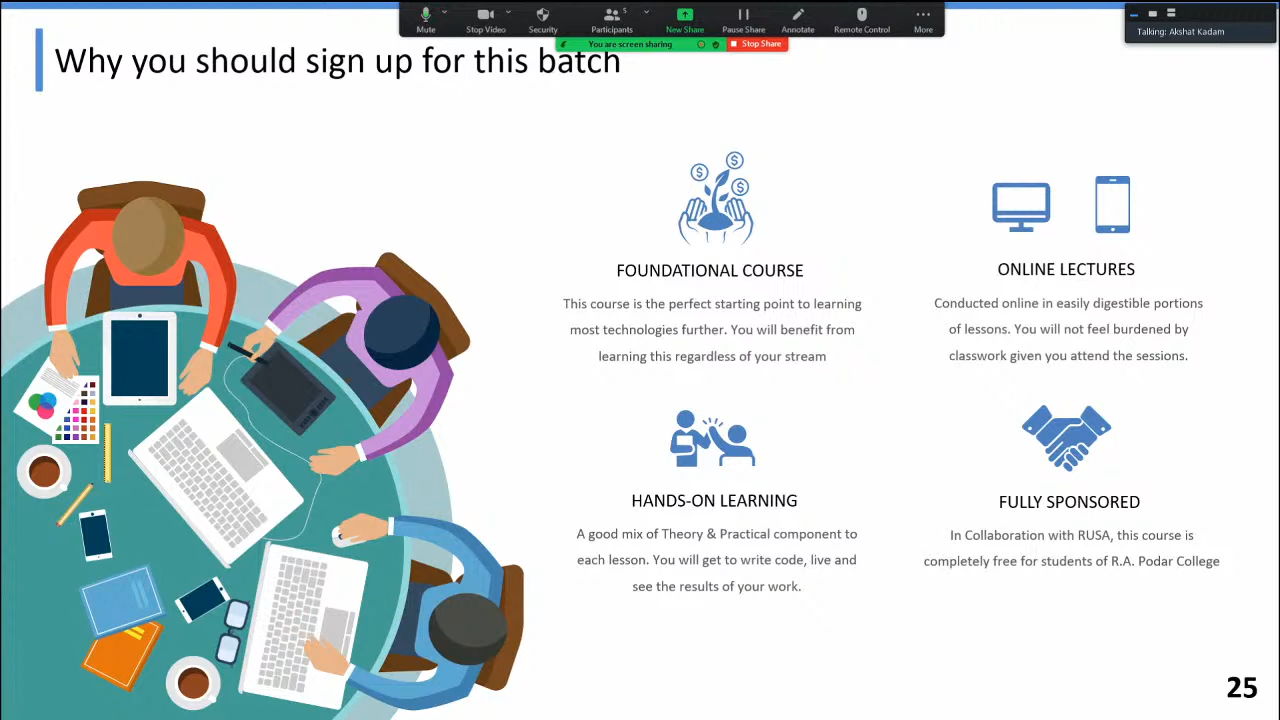 Mute
Stop Video
Security
Participants
5
New Share
Pause Share
Annotate
Remote Control
More
You are screen sharing
Stop Share
Talking: Akshat Kadam
Why you should sign up for this batch
FOUNDATIONAL COURSE
This course is the perfect starting point to learning
most technologies further. You will benefit from
learning this regardless of your stream
ONLINE LECTURES
Conducted online in easily digestible portions
of lessons. You will not feel burdened by
classwork given you attend the sessions.
HANDS-ON LEARNING
A good mix of Theory & Practical component to
each lesson. You will get to write code, live and
see the results of your work.
FULLY SPONSORED
In Collaboration with RUSA, this course is
completely free for students of R.A. Podar College
25